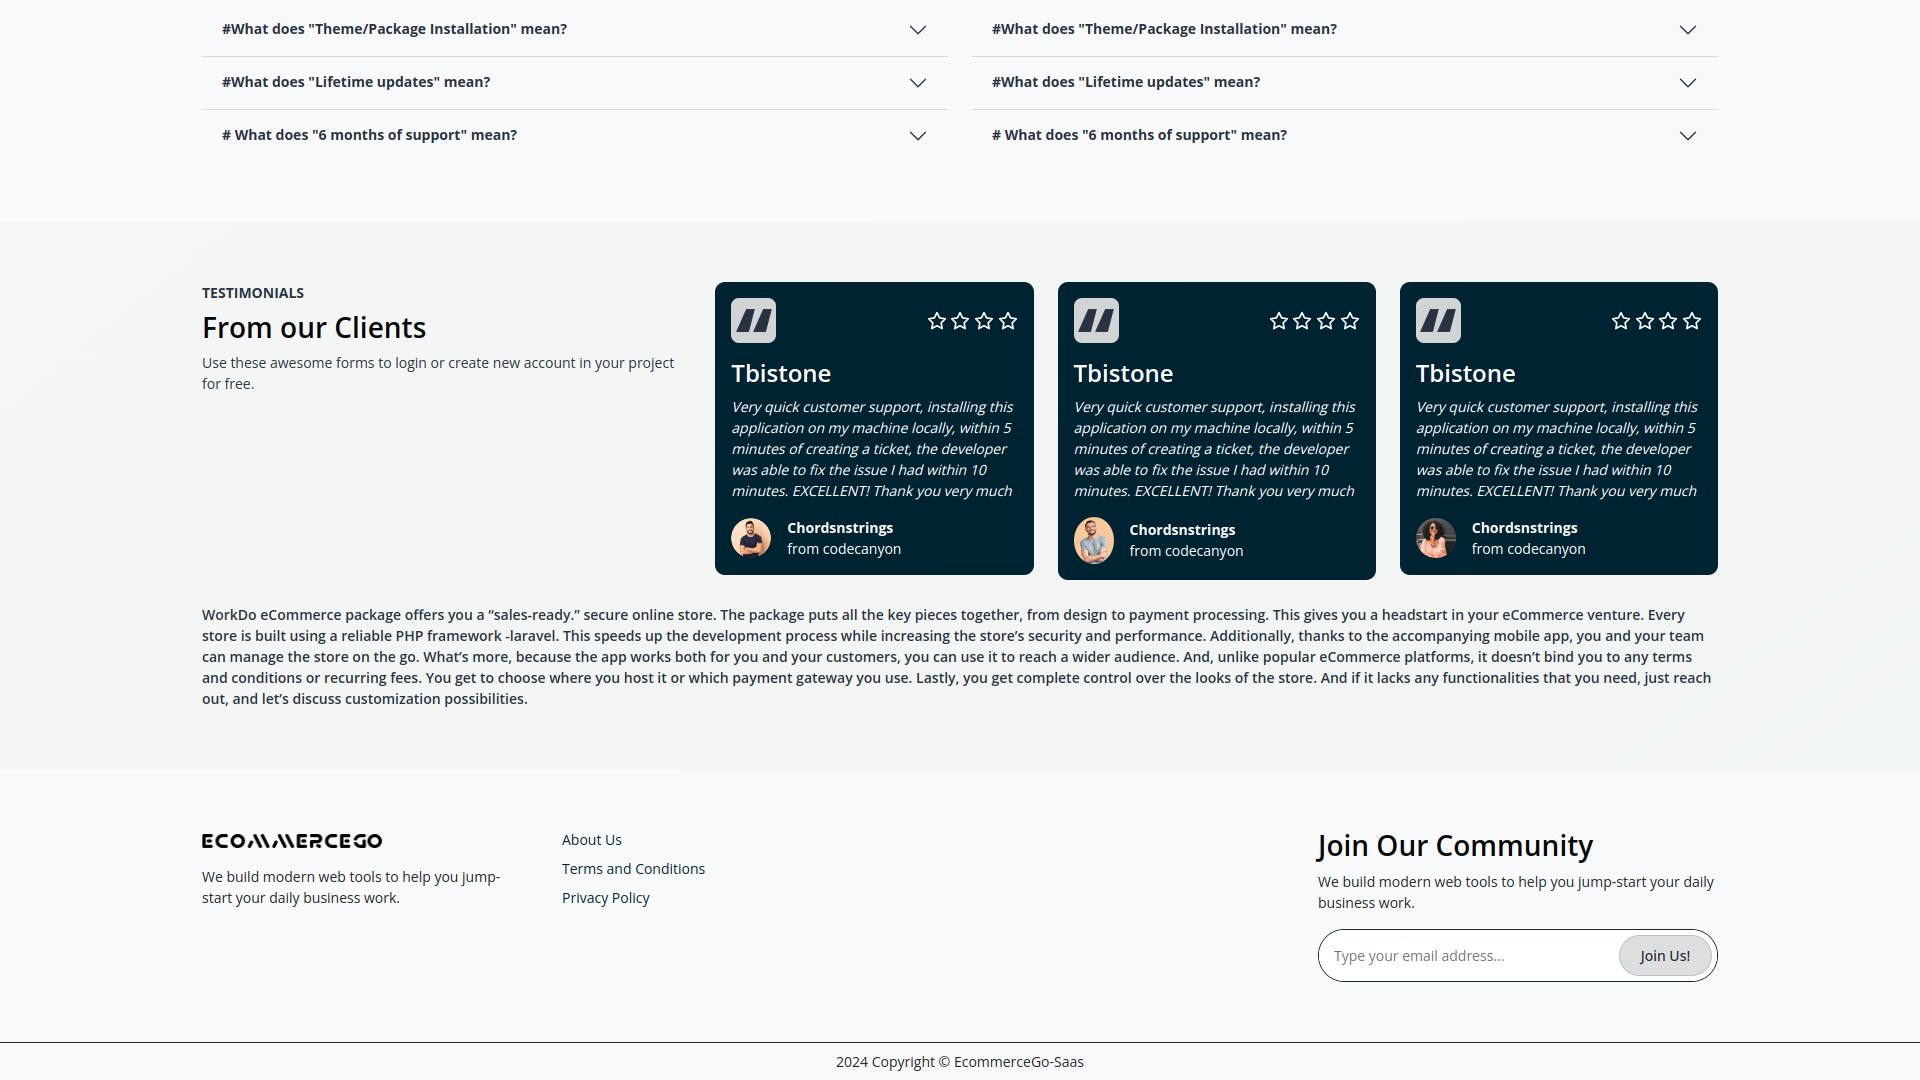 #What does "Theme/Package Installation" mean?
#What does "Lifetime updates" mean?
# What does "6 months of support" mean?
#What does "Theme/Package Installation" mean?
#What does "Lifetime updates" mean?
# What does "6 months of support" mean?
TESTIMONIALS
From our Clients
Use these awesome forms to login or create new account in your project
for free.
Tbistone
Very quick customer support, installing this
application on my machine locally, within 5
minutes of creating a ticket, the developer
was able to fix the issue I had within 10
minutes. EXCELLENT! Thank you very much
Chordsnstrings
from codecanyon
Tbistone
Very quick customer support, installing this
application on my machine locally, within 5
minutes of creating a ticket, the developer
was able to fix the issue I had within 10
minutes. EXCELLENT! Thank you very much
Chordsnstrings
from codecanyon
Tbistone
Very quick customer support, installing this
application on my machine locally, within 5
minutes of creating a ticket, the developer
was able to fix the issue I had within 10
minutes. EXCELLENT! Thank you very much
Chordsnstrings
from codecanyon
WorkDo eCommerce package offers you a “sales-ready.” secure online store. The package puts all the key pieces together, from design to payment processing. This gives you a headstart in your eCommerce venture. Every
store is built using a reliable PHP framework -laravel. This speeds up the development process while increasing the store’s security and performance. Additionally, thanks to the accompanying mobile app, you and your team
can manage the store on the go. What’s more, because the app works both for you and your customers, you can use it to reach a wider audience. And, unlike popular eCommerce platforms, it doesn’t bind you to any terms
and conditions or recurring fees. You get to choose where you host it or which payment gateway you use. Lastly, you get complete control over the looks of the store. And if it lacks any functionalities that you need, just reach
out, and let’s discuss customization possibilities.
ECOMMERCEGO
We build modern web tools to help you jump-
start your daily business work.
About Us
Terms and Conditions
Privacy Policy
Join Our Community
We build modern web tools to help you jump-start your daily
business work.
Type your email address...
Join Us!
2024 Copyright © EcommerceGo-Saas